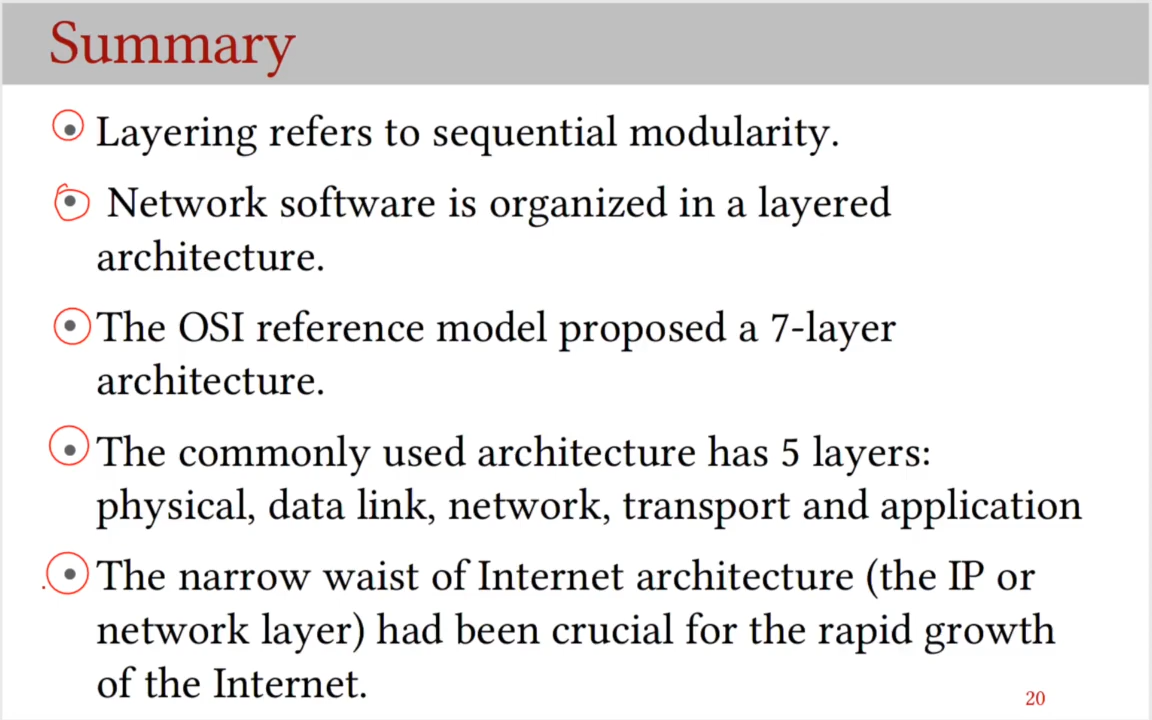 Summary
• Layering refers to sequential modularity.
• Network software is organized in a layered
architecture.
• The OSI reference model proposed a 7-layer
architecture.
• The commonly used architecture has 5 layers:
physical, data link, network, transport and application
• The narrow waist of Internet architecture (the IP or
network layer) had been crucial for the rapid growth
of the Internet.
20